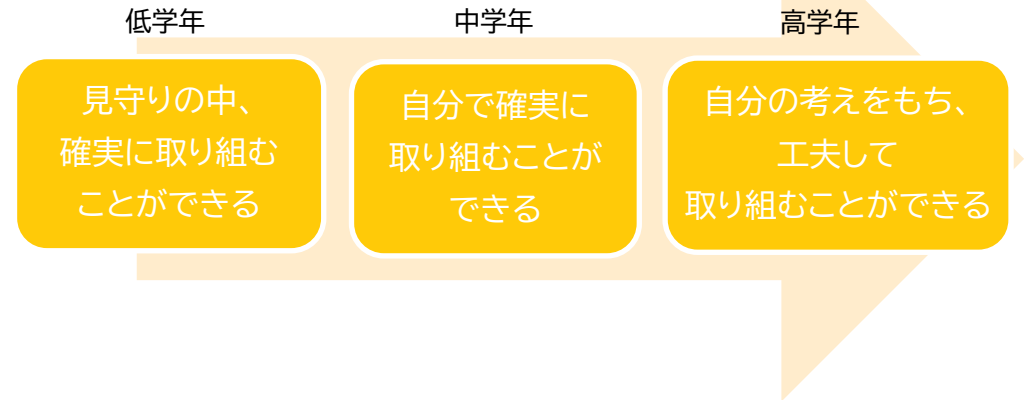 低学年
中学年
高学年
見守りの中、
確実に取り組む
ことができる
自分で確実に
取り組むことが
できる
自分の考えをもち、
工夫して
取り組むことができる